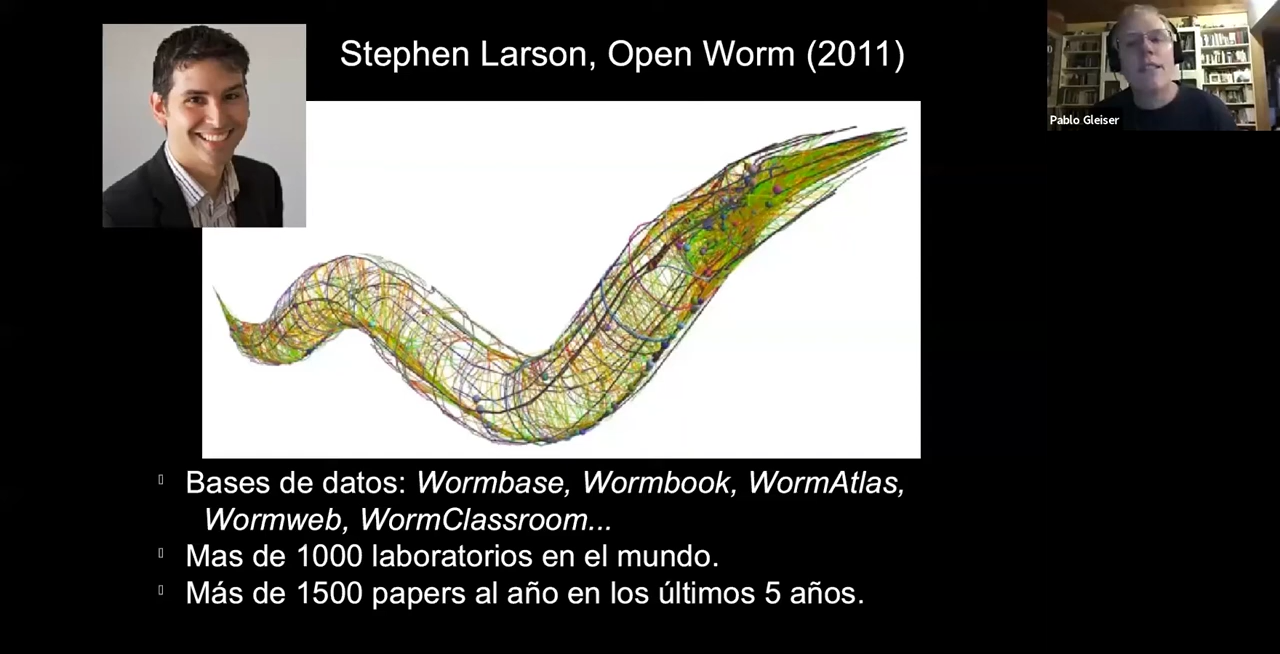 Stephen Larson, Open Worm (2011)
Pablo Gleiser
Bases de datos: Wormbase, Wormbook, WormAtlas,
Wormweb, WormClassroom...
Mas de 1000 laboratorios en el mundo.
Más de 1500 papers al año en los últimos 5 años.